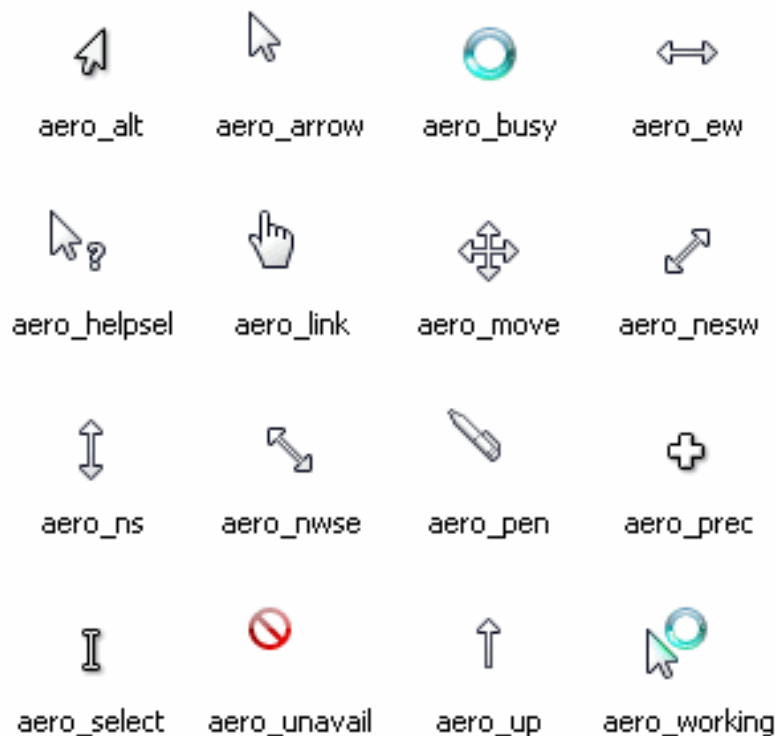 aero_alt aero_arrow aero_busy aero_ew
?
aero_helpsel aero_link aero_move aero_nesw
aero_ns aero_nwse aero_pen aero_prec
aero_select aero_unavail aero_up aero_working